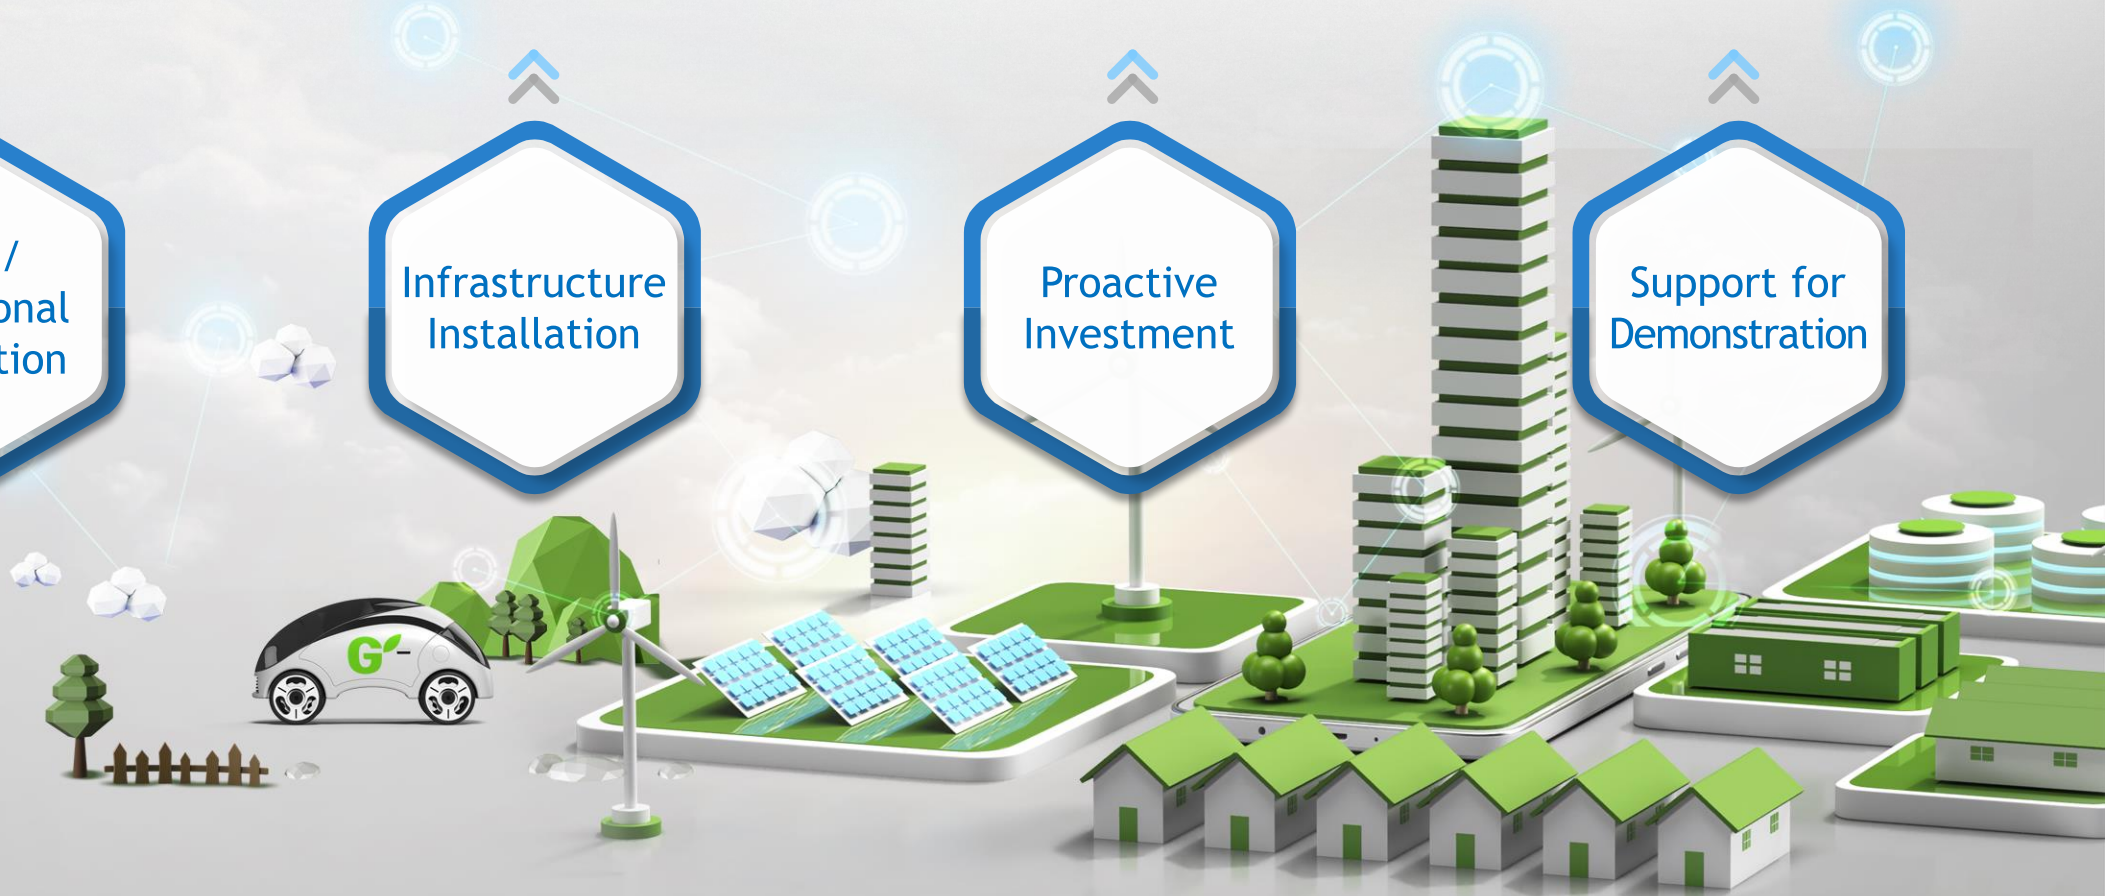 /
Infrastructure
Installation
Proactive
Investment
Support for
Demonstration
G